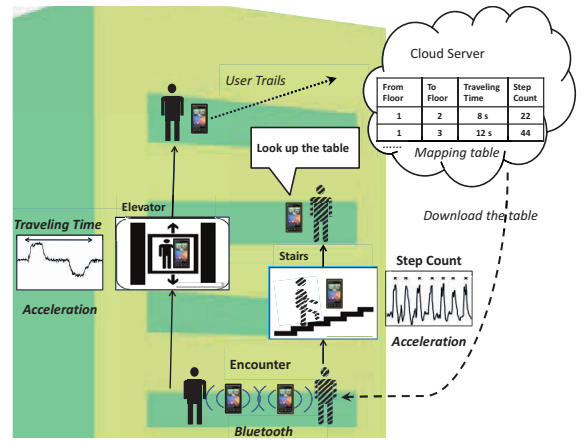 Cloud Server
From Floor To Floor Traveling Time Step Count
1 2 8 s 22
1 3 12 s 44
......
Mapping table
User Trails
Look up the table
Download the table
Elevator
Traveling Time
Acceleration
Stairs
Step Count
Acceleration
Encounter
Bluetooth